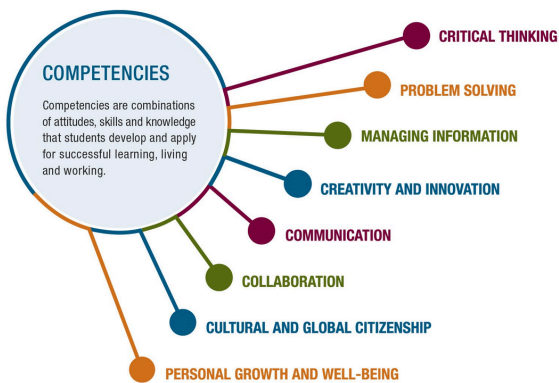 COMPETENCIES
Competencies are combinations
of attitudes, skills and knowledge
that students develop and apply
for successful learning, living
and working.
CRITICAL THINKING
PROBLEM SOLVING
MANAGING INFORMATION
CREATIVITY AND INNOVATION
COMMUNICATION
COLLABORATION
CULTURAL AND GLOBAL CITIZENSHIP
PERSONAL GROWTH AND WELL-BEING